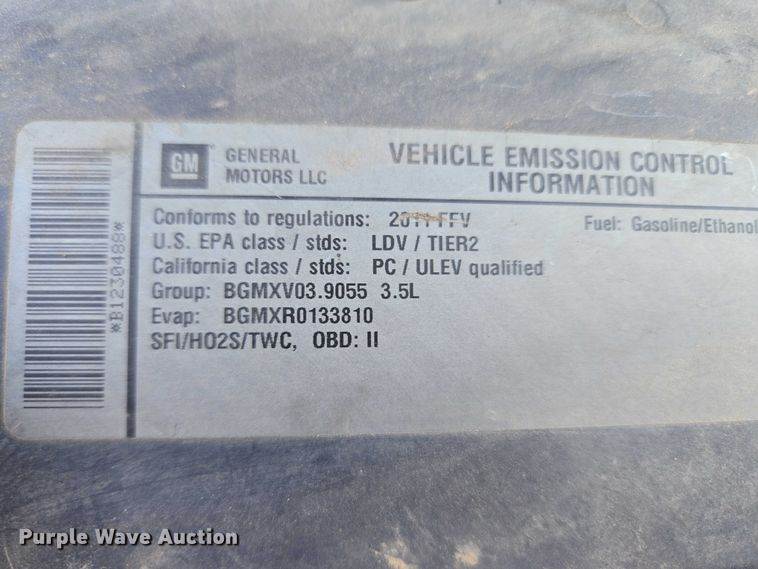 GM
GENERAL MOTORS LLC
VEHICLE EMISSION CONTROL INFORMATION
Conforms to regulations: 2011 FFV
Fuel: Gasoline/Ethanol
U.S. EPA class / stds: LDV / TIER2
California class / stds: PC / ULEV qualified
Group: BGMXV03.9055 3.5L
Evap: BGMXR0133810
SFI/HO2S/TWC, OBD: II
*B1230488*
Purple Wave Auction